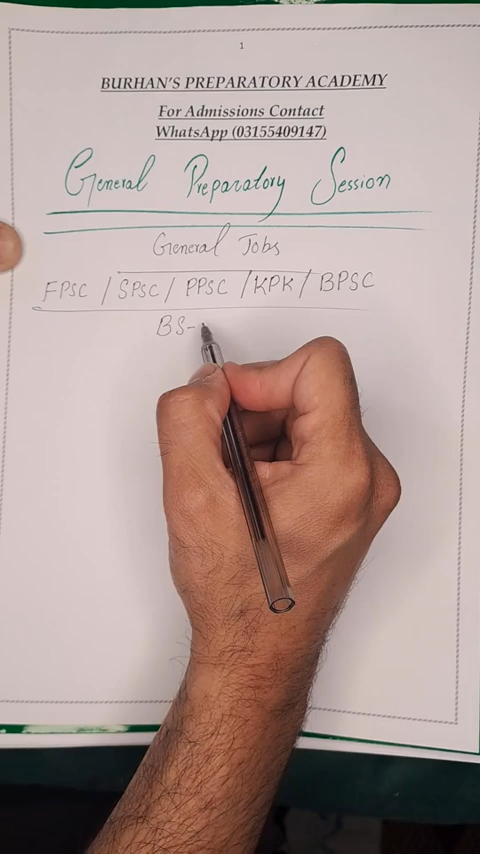 1
BURHAN'S PREPARATORY ACADEMY
For Admissions Contact
WhatsApp (03155409147)
General Preparatory Session
General Jobs
FPSC / SPSC / PPSC / KPK / BPSC
BS-